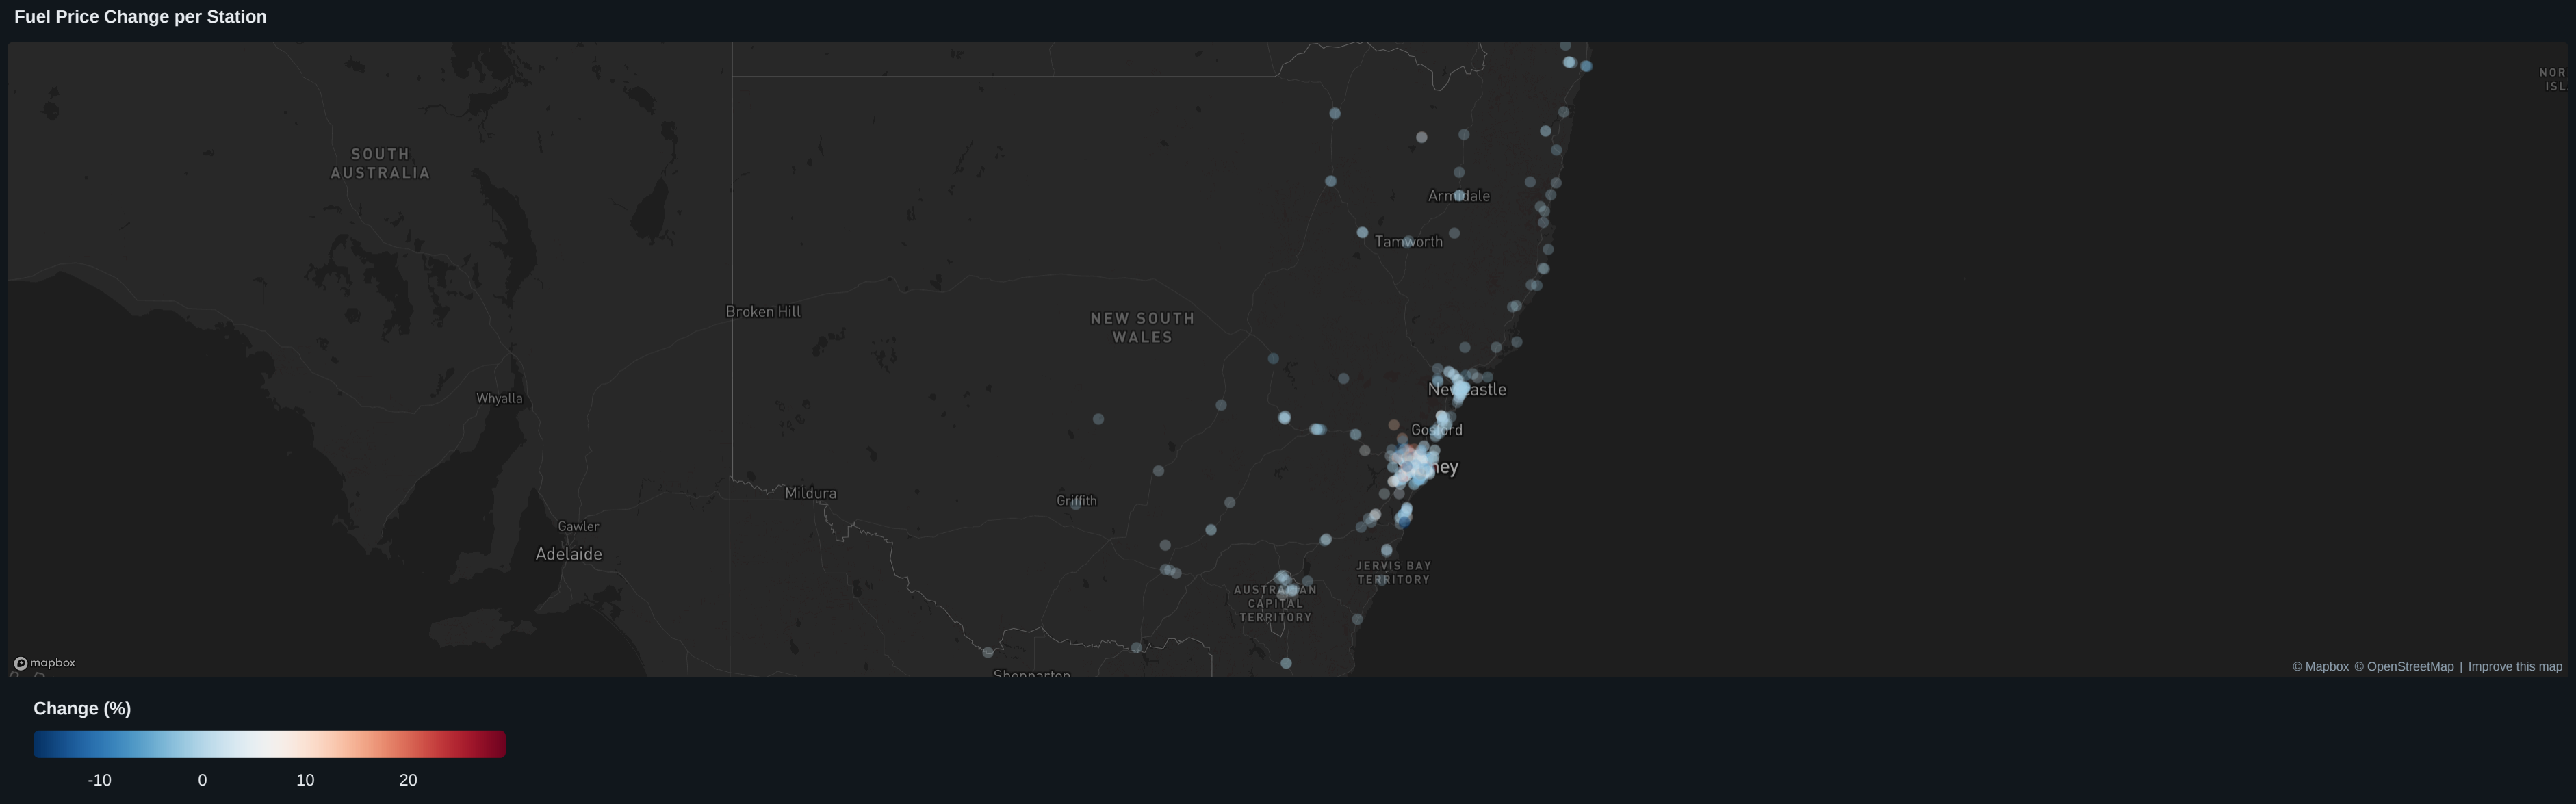 Fuel Price Change per Station
SOUTH
AUSTRALIA
Armidale
Tamworth
Broken Hill
NEW SOUTH
WALES
Whyalla
Newcastle
Gosford
Mildura
Griffith
Gawler
Adelaide
JERVIS BAY
TERRITORY
AUSTRALIAN
CAPITAL
TERRITORY
mapbox
Shepparton
© Mapbox © OpenStreetMap | Improve this map
Change (%)
-10 0 10 20